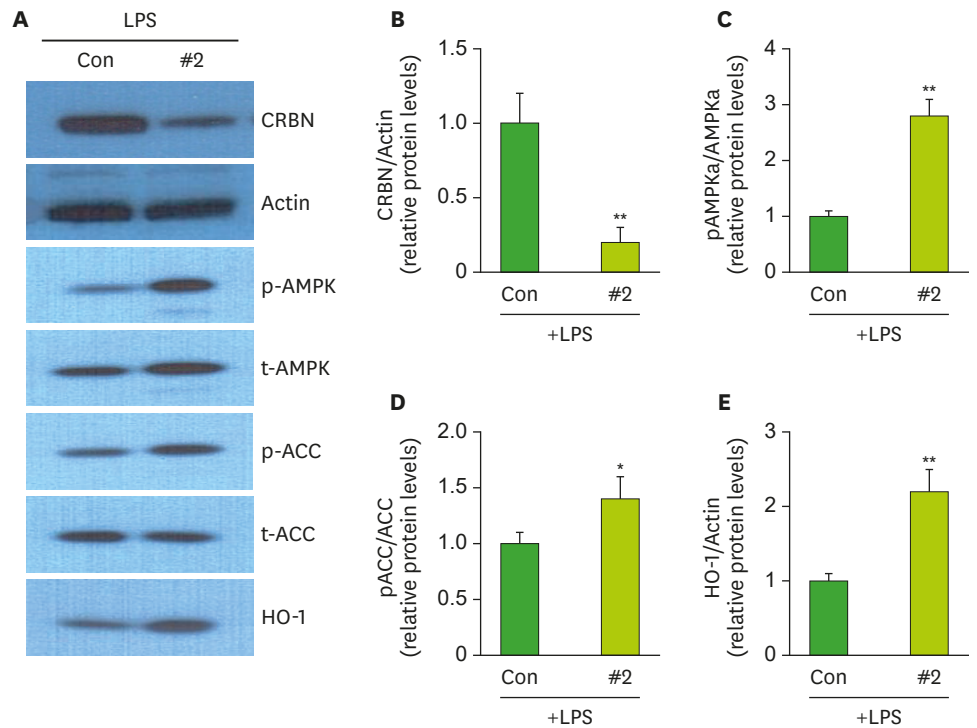 A
LPS
Con #2
CRBN
Actin
p-AMPK
t-AMPK
p-ACC
t-ACC
HO-1
B
CRBN/Actin
(relative protein levels)
1.5
1.0
0.5
0
**
Con #2
+LPS
C
pAMPKa/AMPKa
(relative protein levels)
4
3
2
1
0
**
Con #2
+LPS
D
pACC/ACC
(relative protein levels)
2.0
1.5
1.0
0.5
0
*
Con #2
+LPS
E
HO-1/Actin
(relative protein levels)
3
2
1
0
**
Con #2
+LPS